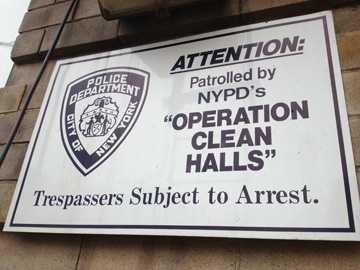 POLICE
DEPARTMENT
CITY OF
NEW YORK
ATTENTION:
Patrolled by
NYPD's
"OPERATION
CLEAN
HALLS"
Trespassers Subject to Arrest.